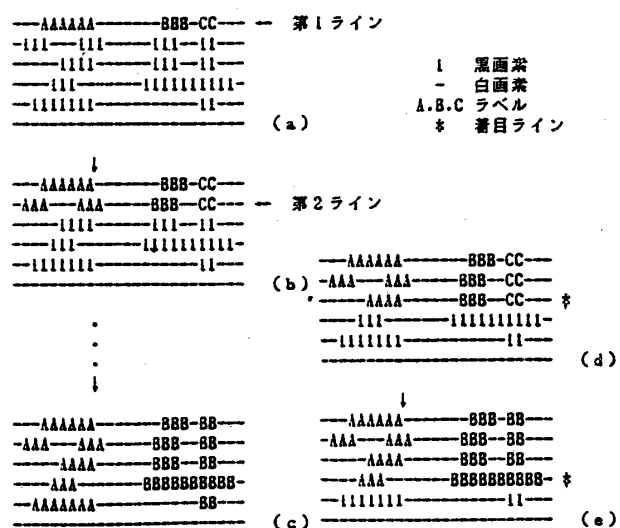 ---AAAAAA-------BBB-CC--- ← 第1ライン
-111---111------111--11---
-----1111------111--11---
----111-------1111111111-
--1111111------------11---
------------------------- (a)
1 黒画素
- 白画素
A.B.C ラベル
* 着目ライン
↓
---AAAAAA-------BBB-CC---
-AAA---AAA------BBB--CC--- ← 第2ライン
-----1111------111--11---
----111-------1111111111-
--1111111------------11---
------------------------- (b)
・
・
・
↓
---AAAAAA-------BBB-BB---
-AAA---AAA------BBB--BB---
-----AAAA------BBB--BB---
----AAA-------BBBBBBBBBB-
--AAAAAAA------------BB---
------------------------- (c)
---AAAAAA-------BBB-CC---
-AAA---AAA------BBB--CC---
-----AAAA------BBB--CC--- *
----111-------1111111111-
--1111111------------11---
------------------------- (d)
↓
---AAAAAA-------BBB-BB---
-AAA---AAA------BBB--BB---
-----AAAA------BBB--BB---
----AAA-------BBBBBBBBBB- *
--1111111------------11---
------------------------- (e)